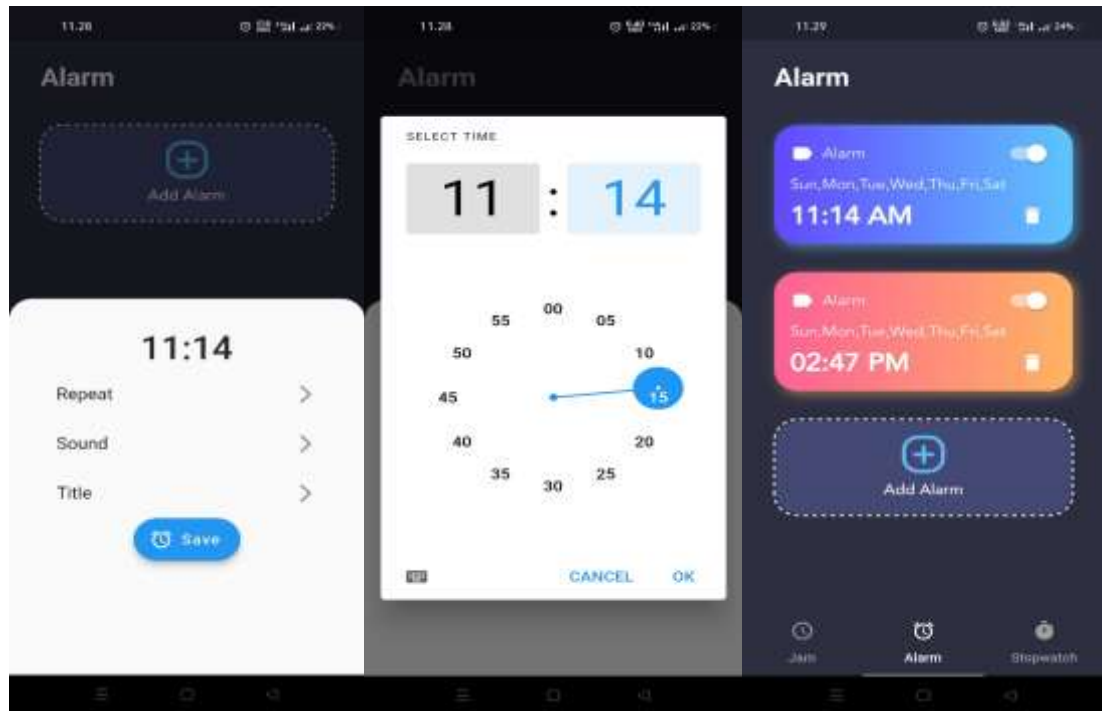 11.28
22%
Alarm
Add Alarm
11:14
Repeat
Sound
Title
Save
11.28
22%
Alarm
SELECT TIME
11 : 14
00
55
05
50
10
45
15
40
20
35
25
30
CANCEL OK
11.29
24%
Alarm
Alarm
Sun,Mon,Tue,Wed,Thu,Fri,Sat
11:14 AM
Alarm
Sun,Mon,Tue,Wed,Thu,Fri,Sat
02:47 PM
Add Alarm
Jam Alarm Stopwatch